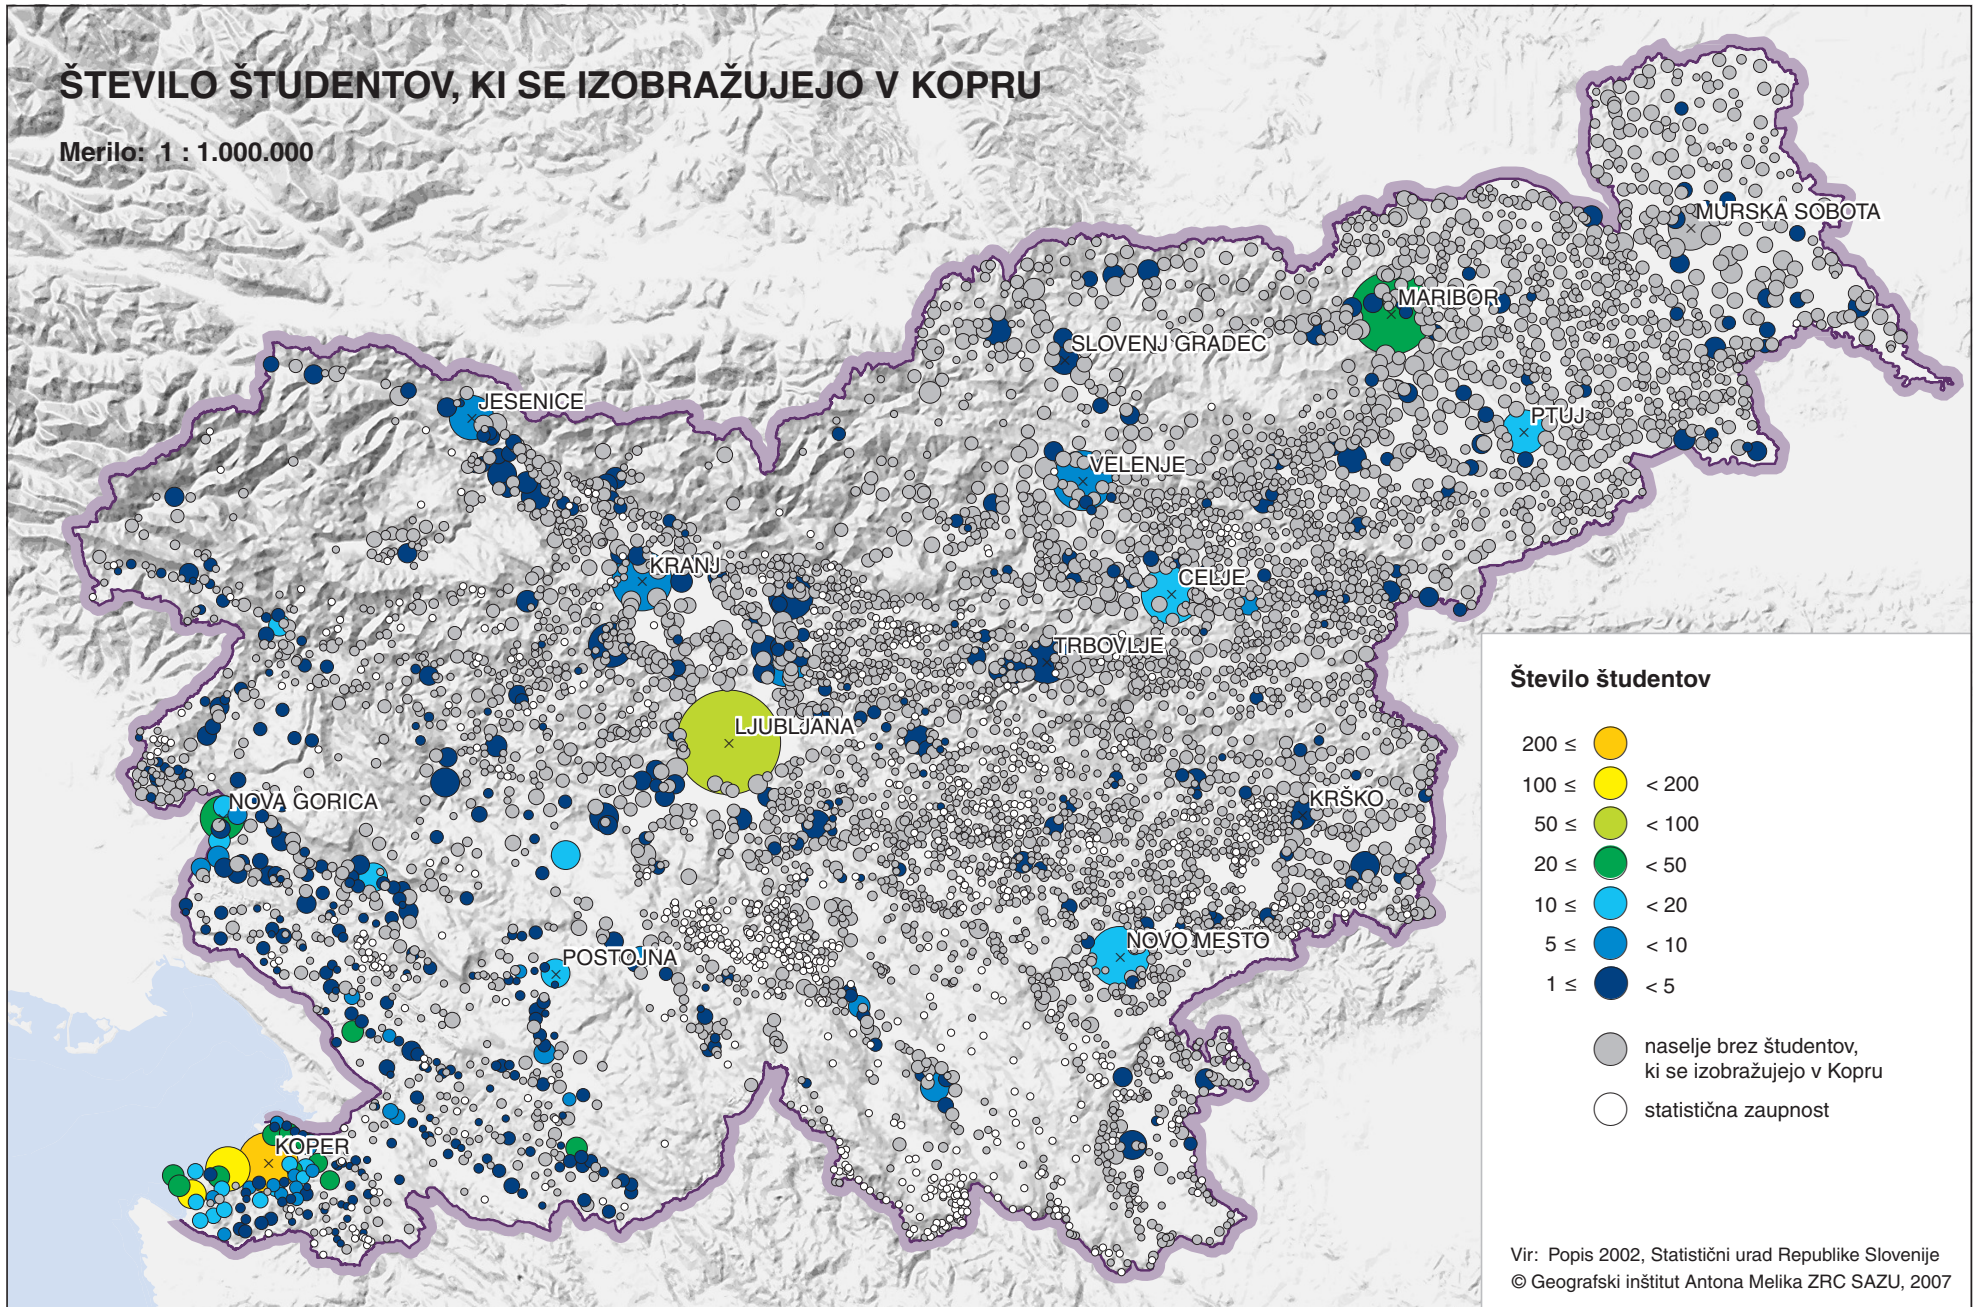 ŠTEVILO ŠTUDENTOV, KI SE IZOBRAŽUJEJO V KOPRU
Merilo: 1 : 1.000.000
MURSKA SOBOTA
MARIBOR
SLOVENJ GRADEC
JESENICE
PTUJ
VELENJE
KRANJ
CELJE
TRBOVLJE
LJUBLJANA
NOVA GORICA
KRŠKO
NOVO MESTO
POSTOJNA
KOPER
Število študentov
200 ≤
100 ≤ < 200
50 ≤ < 100
20 ≤ < 50
10 ≤ < 20
5 ≤ < 10
1 ≤ < 5
naselje brez študentov,
ki se izobražujejo v Kopru
statistična zaupnost
Vir: Popis 2002, Statistični urad Republike Slovenije
© Geografski inštitut Antona Melika ZRC SAZU, 2007